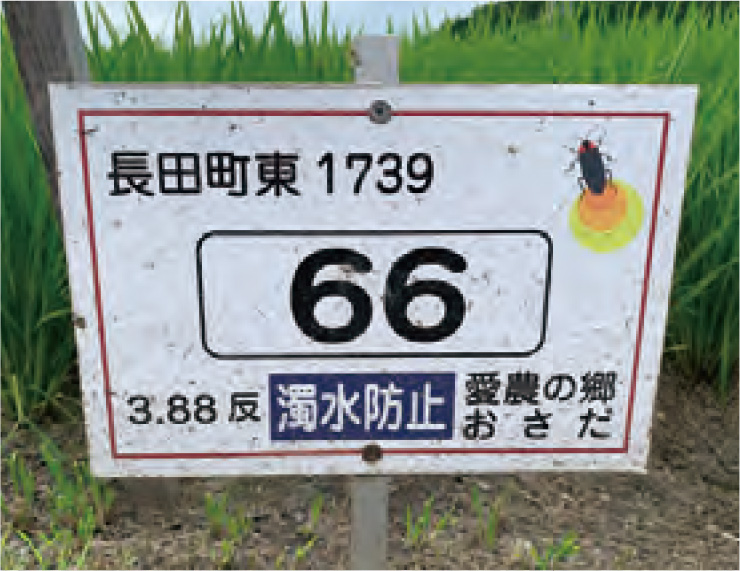 長田町東 1739
66
3.88 反
濁水防止
愛農の郷
おさだ